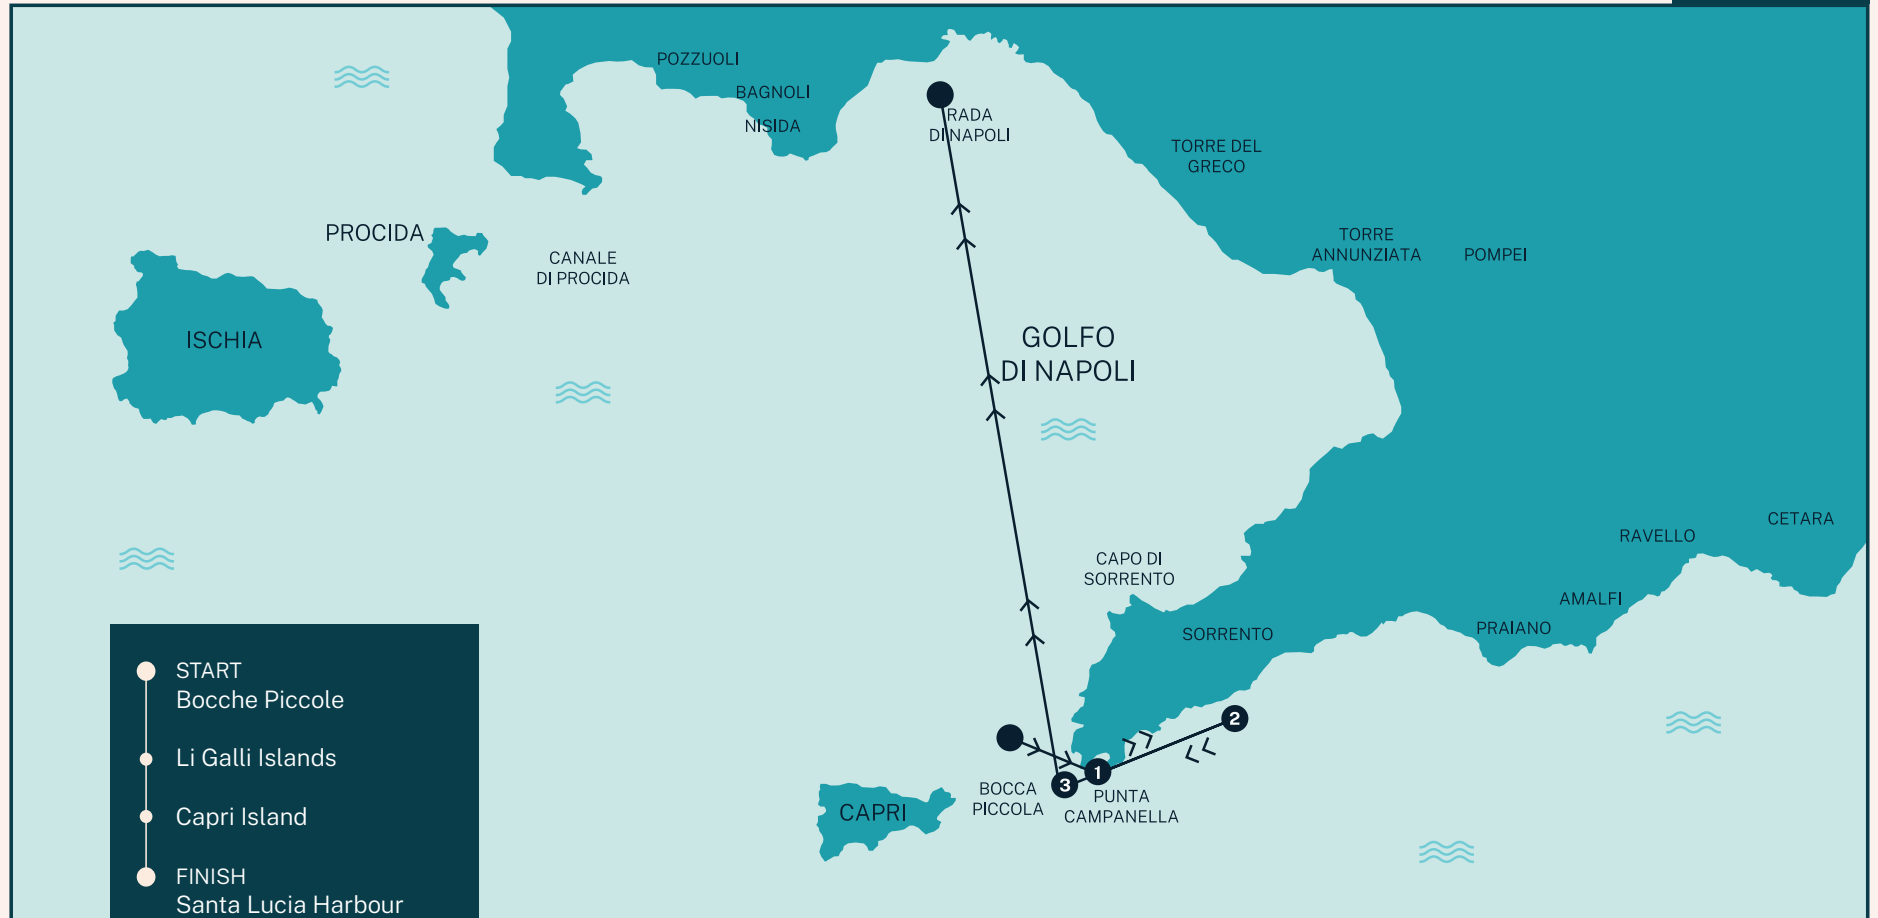 POZZUOLI
BAGNOLI
NISIDA
RADA
DI NAPOLI
TORRE DEL
GRECO
PROCIDA
CANALE
DI PROCIDA
TORRE
ANNUNZIATA
POMPEI
ISCHIA
GOLFO
DI NAPOLI
CETARA
RAVELLO
CAPO DI
SORRENTO
AMALFI
PRAIANO
SORRENTO
2
1
3
BOCCA
PICCOLA
PUNTA
CAMPANELLA
CAPRI
START
Bocche Piccole
Li Galli Islands
Capri Island
FINISH
Santa Lucia Harbour